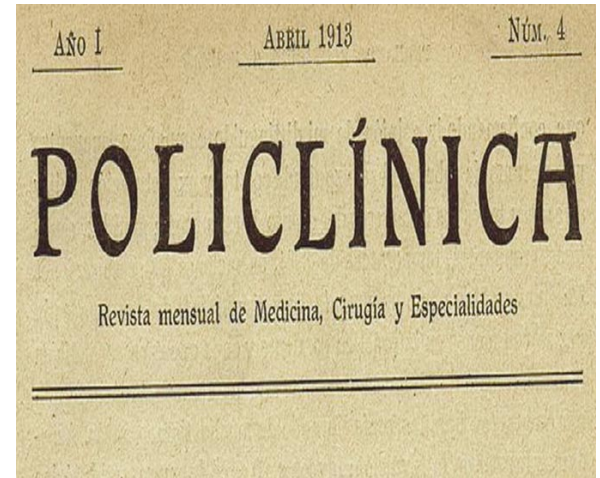 Año I Abril 1913 Núm. 4
POLICLÍNICA
Revista mensual de Medicina, Cirugía y Especialidades